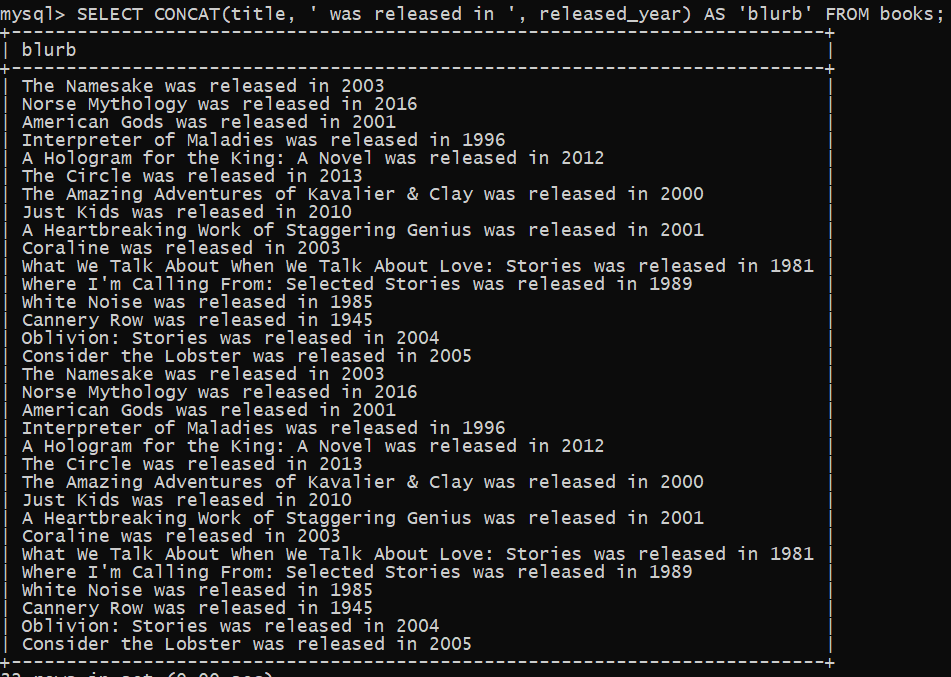 mysql> SELECT CONCAT(title, ' was released in ', released_year) AS 'blurb' FROM books;
+------------------------------------------------------------------------+
| blurb |
+------------------------------------------------------------------------+
| The Namesake was released in 2003 |
| Norse Mythology was released in 2016 |
| American Gods was released in 2001 |
| Interpreter of Maladies was released in 1996 |
| A Hologram for the King: A Novel was released in 2012 |
| The Circle was released in 2013 |
| The Amazing Adventures of Kavalier & Clay was released in 2000 |
| Just Kids was released in 2010 |
| A Heartbreaking Work of Staggering Genius was released in 2001 |
| Coraline was released in 2003 |
| What We Talk About When We Talk About Love: Stories was released in 1981 |
| Where I'm Calling From: Selected Stories was released in 1989 |
| White Noise was released in 1985 |
| Cannery Row was released in 1945 |
| Oblivion: Stories was released in 2004 |
| Consider the Lobster was released in 2005 |
| The Namesake was released in 2003 |
| Norse Mythology was released in 2016 |
| American Gods was released in 2001 |
| Interpreter of Maladies was released in 1996 |
| A Hologram for the King: A Novel was released in 2012 |
| The Circle was released in 2013 |
| The Amazing Adventures of Kavalier & Clay was released in 2000 |
| Just Kids was released in 2010 |
| A Heartbreaking Work of Staggering Genius was released in 2001 |
| Coraline was released in 2003 |
| What We Talk About When We Talk About Love: Stories was released in 1981 |
| Where I'm Calling From: Selected Stories was released in 1989 |
| White Noise was released in 1985 |
| Cannery Row was released in 1945 |
| Oblivion: Stories was released in 2004 |
| Consider the Lobster was released in 2005 |
+------------------------------------------------------------------------+